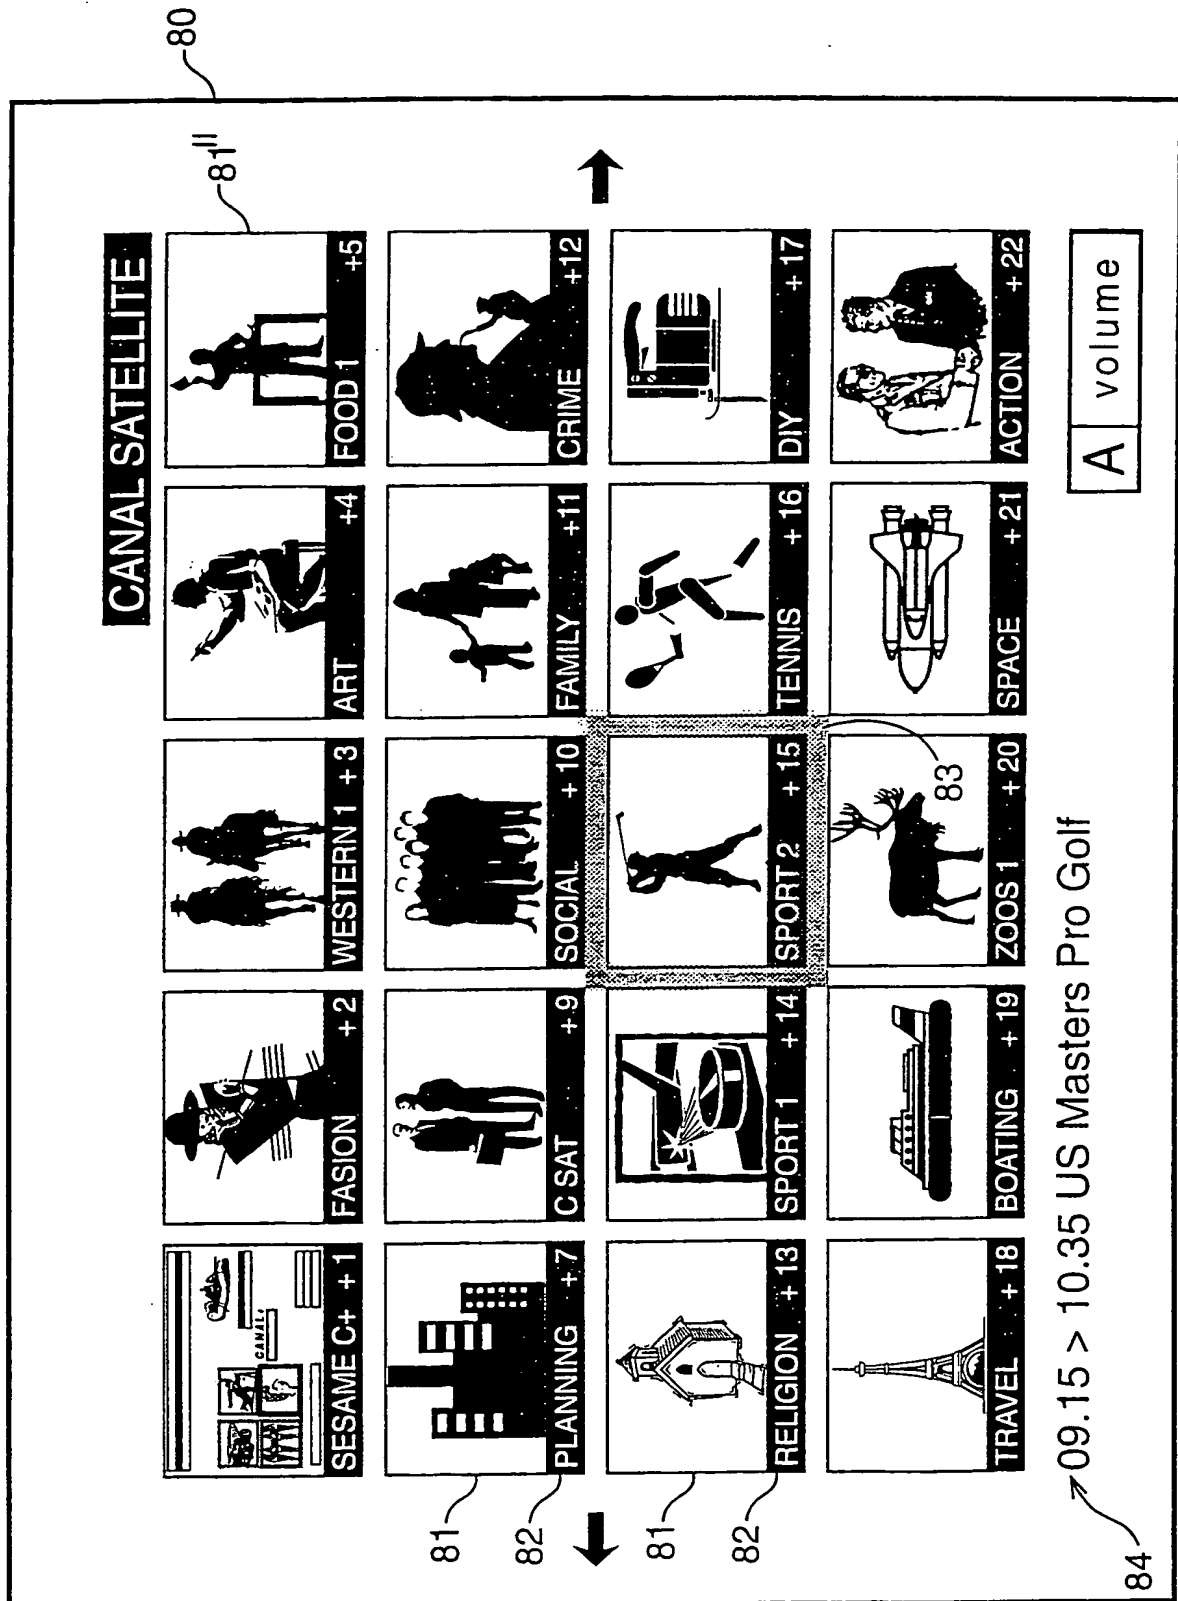 80
CANAL SATELLITE
81"
CANAL+
SESAME C+ + 1
FASION + 2
WESTERN 1 + 3
ART +4
FOOD 1 +5
81
82
PLANNING +7
C SAT +9
SOCIAL + 10
FAMILY +11
CRIME +12
81
82
RELIGION + 13
SPORT 1 + 14
SPORT 2 + 15
TENNIS + 16
DIY + 17
83
TRAVEL + 18
BOATING + 19
ZOOS 1 + 20
SPACE + 21
ACTION + 22
84
09.15 > 10.35 US Masters Pro Golf
A volume